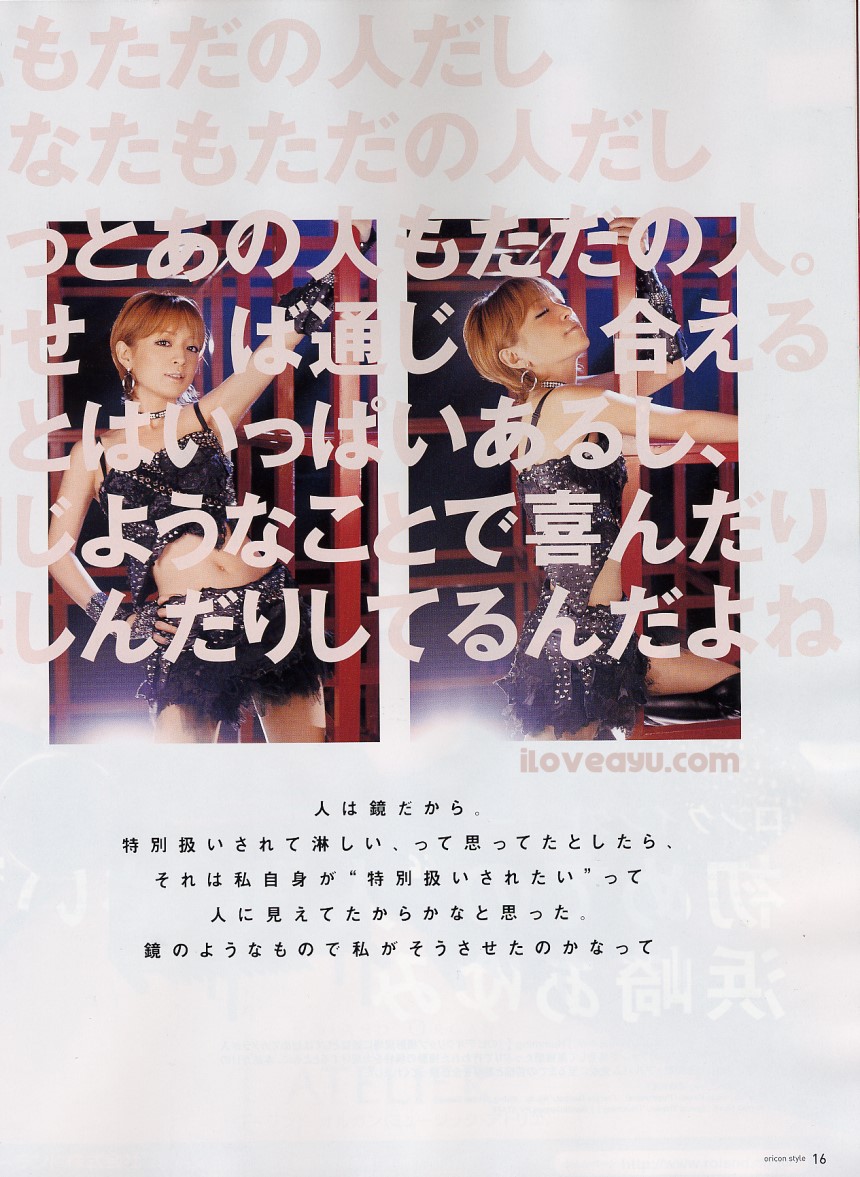 もただの人だし
なたもただの人だし
っとあの人もただの人。
せ　ば通じ　合える
とはいっぱいあるし、
じようなことで喜んだり
しんだりしてるんだよね
iloveayu.com
人は鏡だから。
特別扱いされて淋しい、って思ってたとしたら、
それは私自身が“特別扱いされたい”って
人に見えてたからかなと思った。
鏡のようなもので私がそうさせたのかなって
oricon style 16